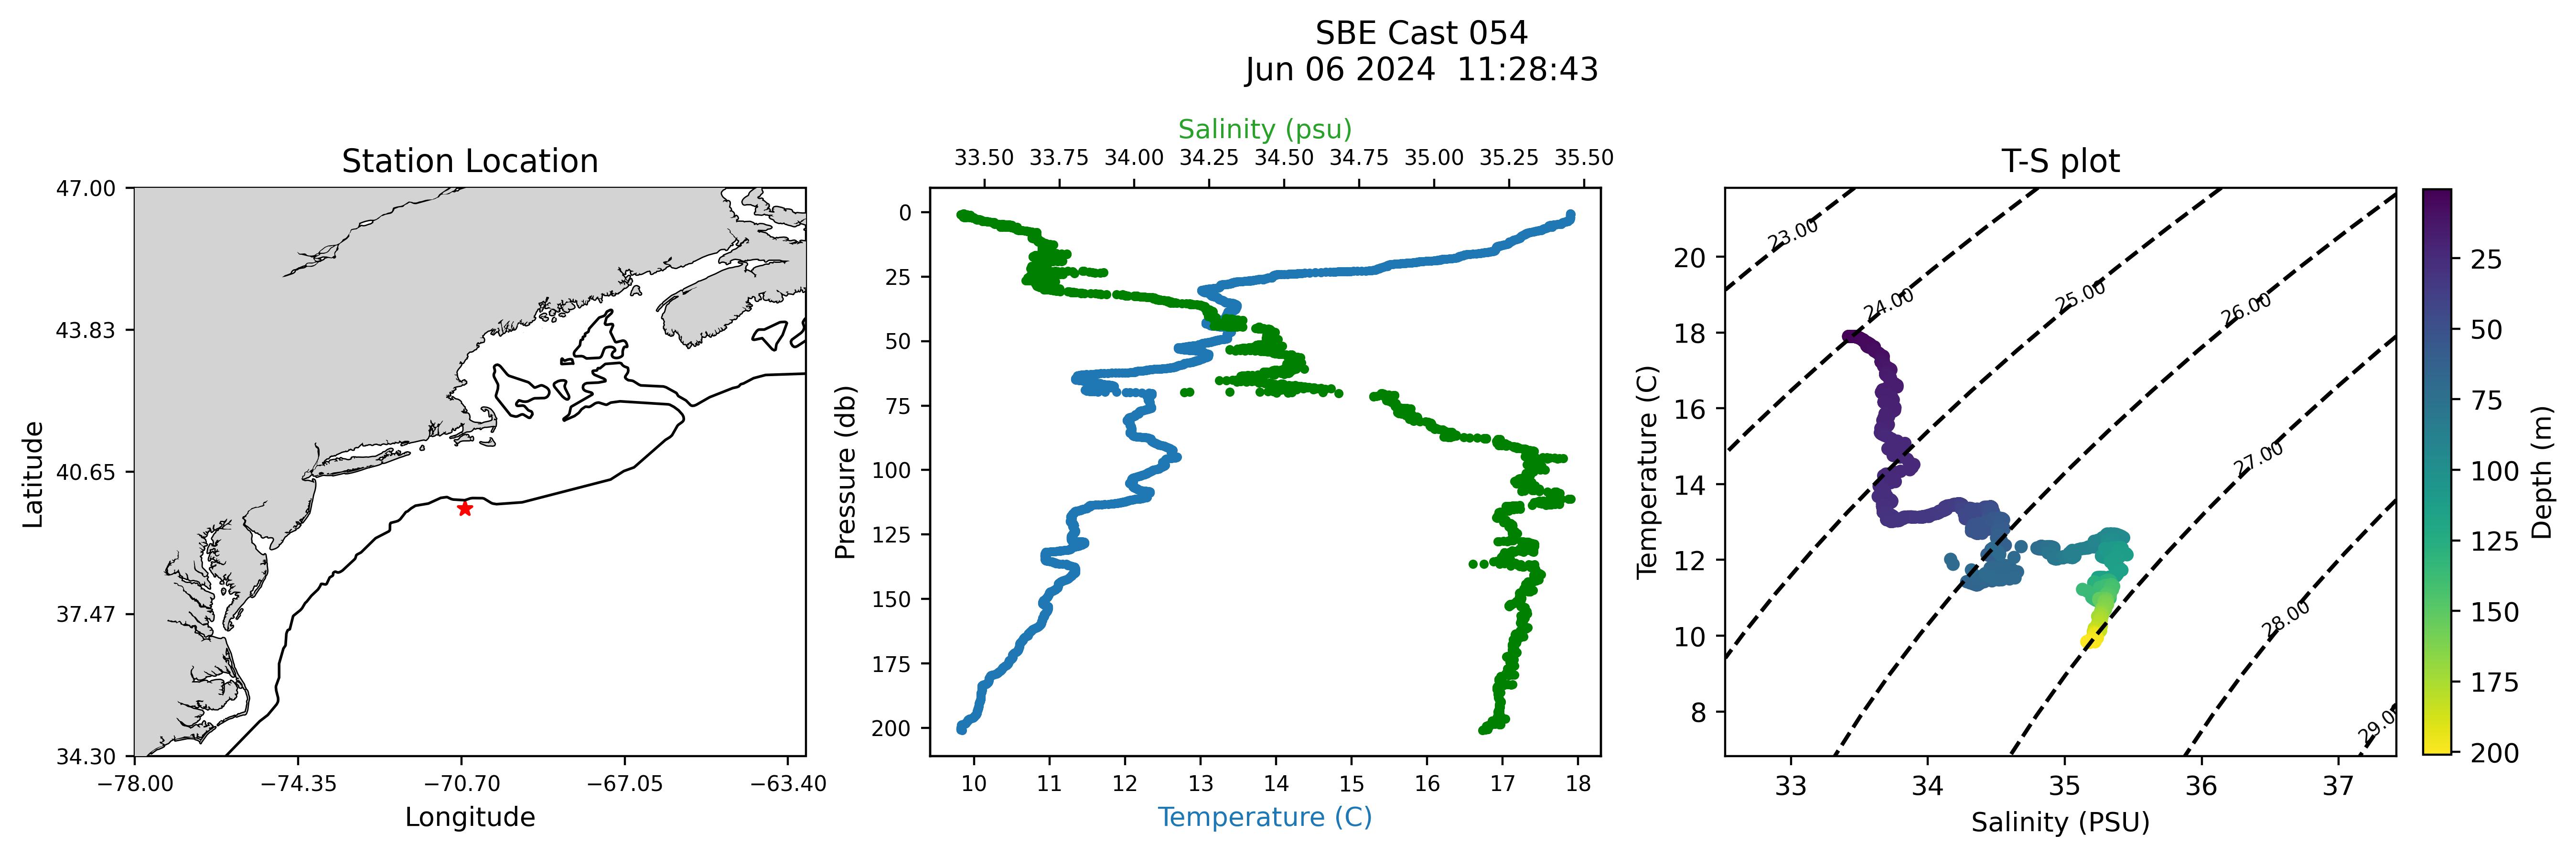 SBE Cast 054
Jun 06 2024  11:28:43
Station Location
47.00
43.83
40.65
37.47
34.30
Latitude
−78.00 −74.35 −70.70 −67.05 −63.40
Longitude
Salinity (psu)
33.50 33.75 34.00 34.25 34.50 34.75 35.00 35.25 35.50
0
25
50
75
100
125
150
175
200
Pressure (db)
10 11 12 13 14 15 16 17 18
Temperature (C)
T-S plot
20
18
16
14
12
10
8
Temperature (C)
23.00
24.00
25.00
26.00
27.00
28.00
33 34 35 36 37
Salinity (PSU)
25
50
75
100
125
150
175
200
Depth (m)